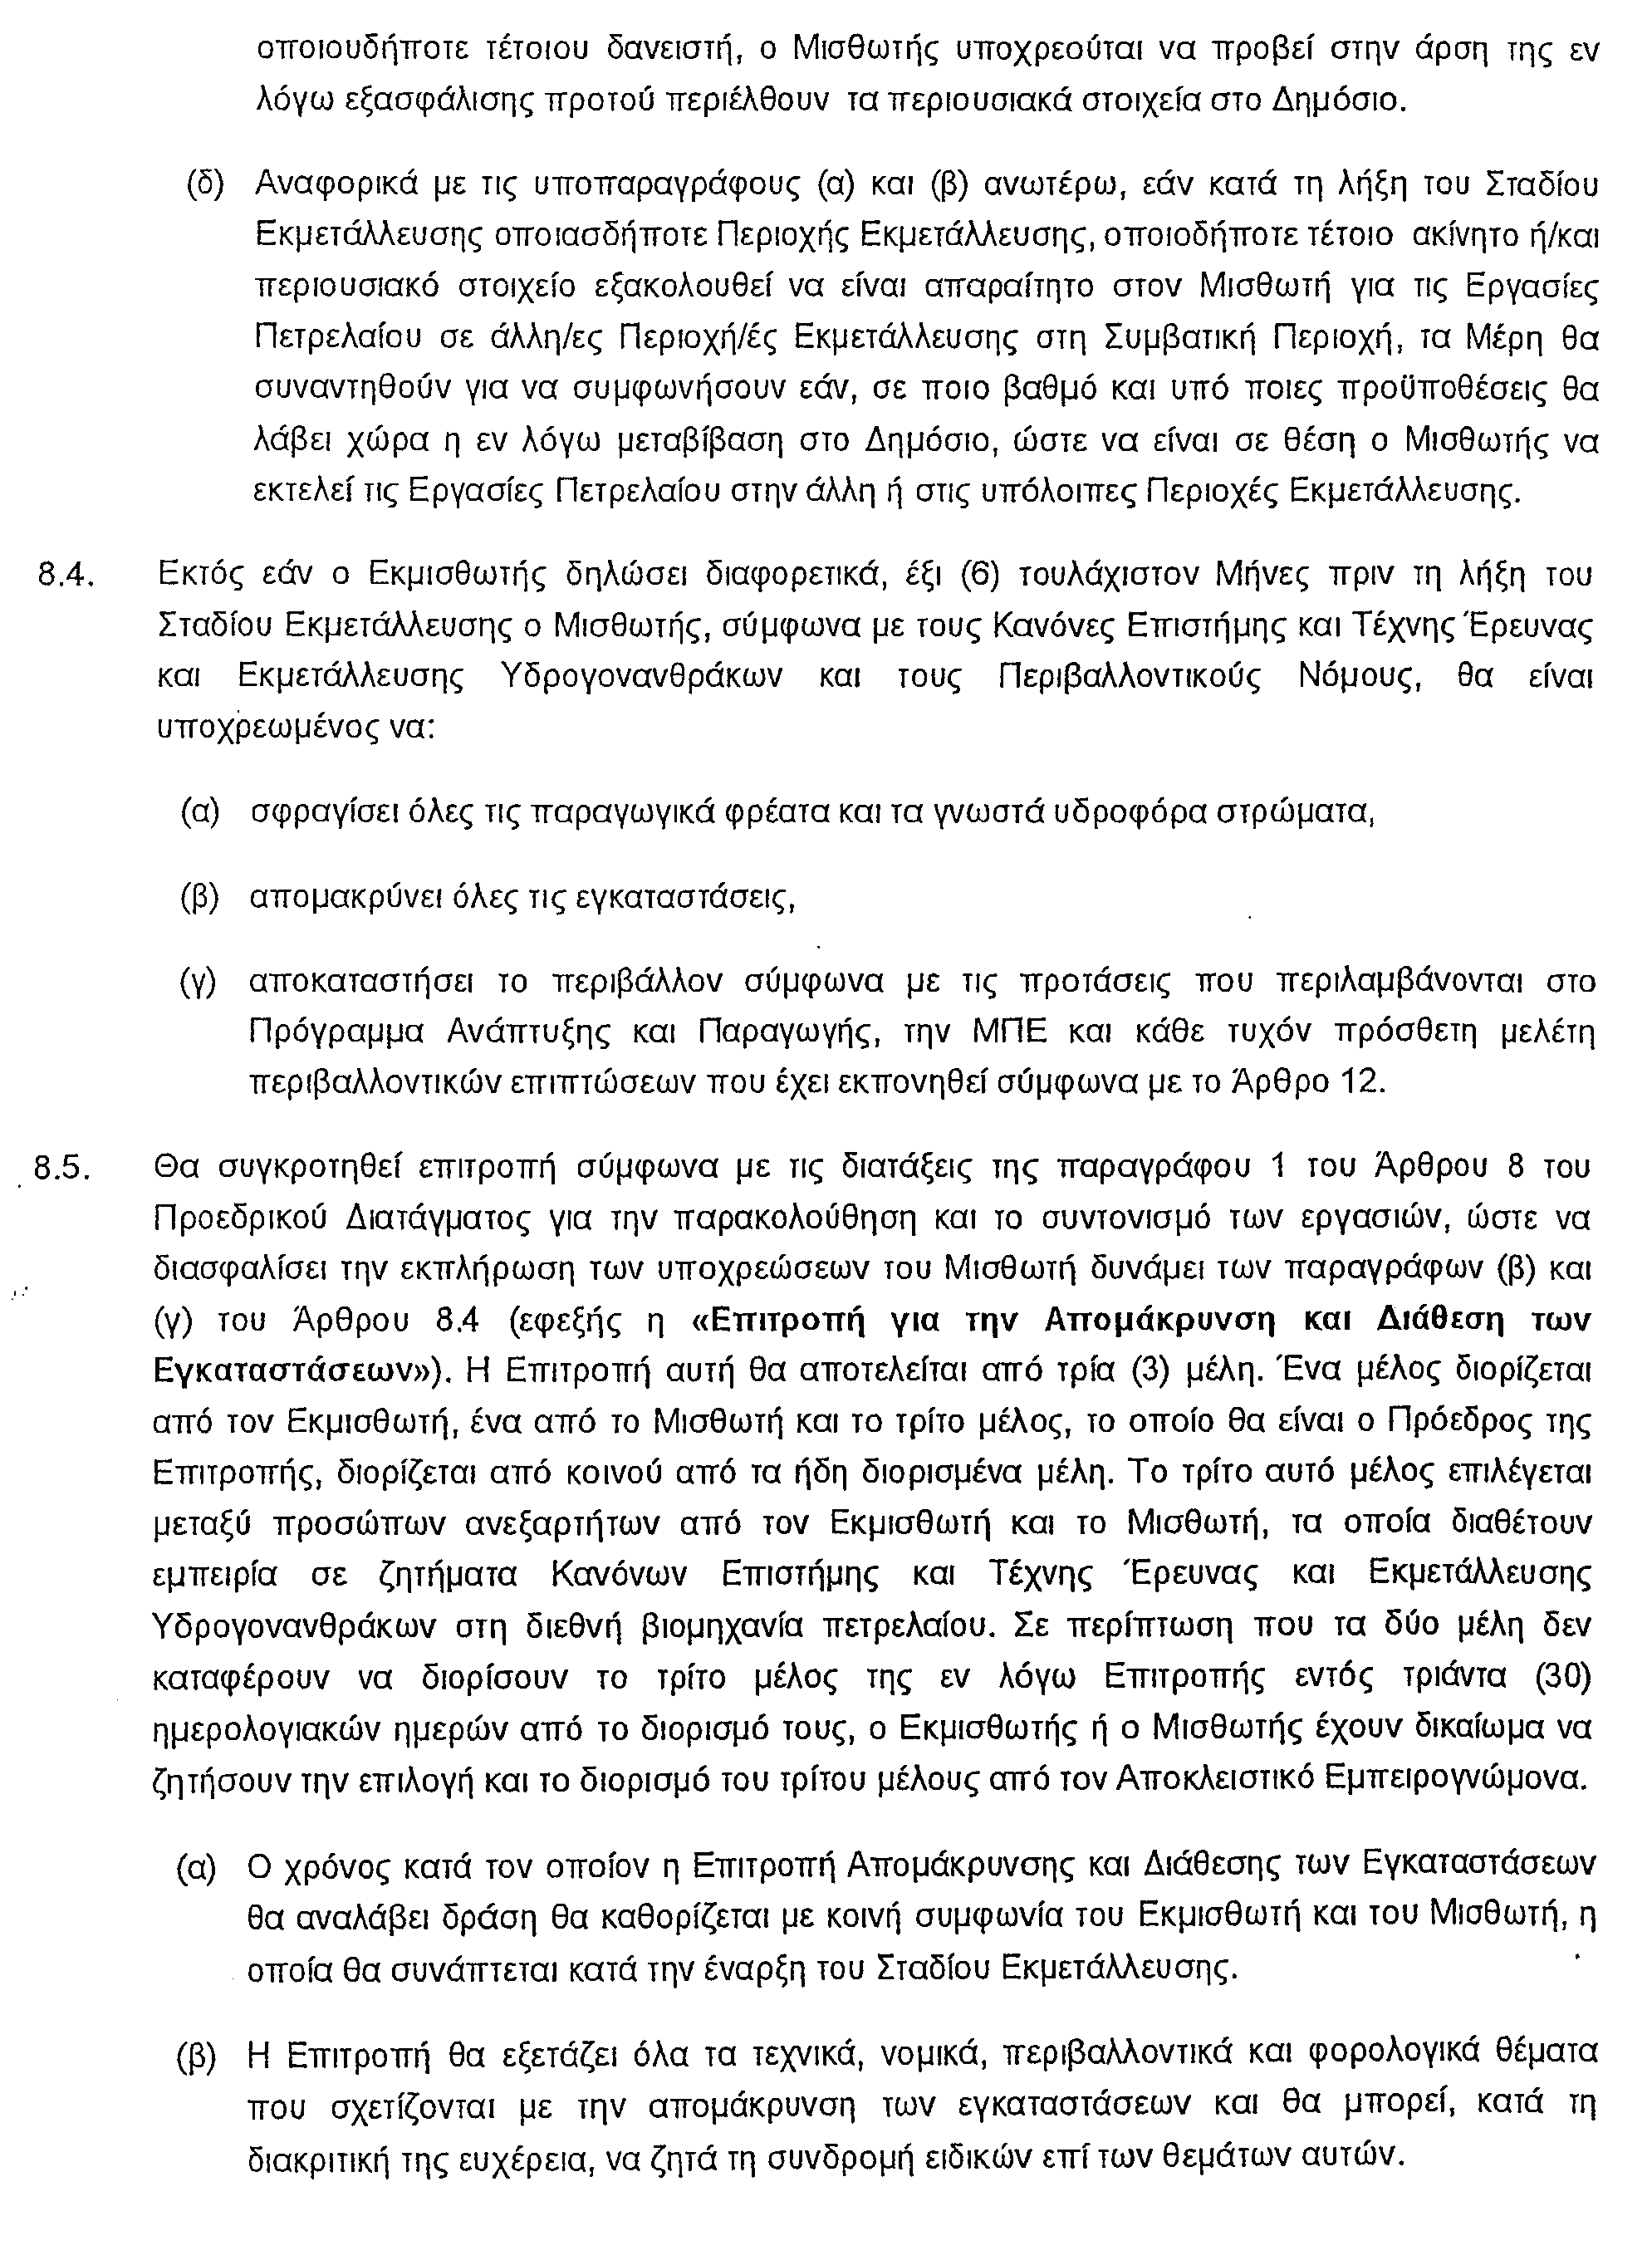 οποιουδήποτε τέτοιου δανειστή, ο Μισθωτής υποχρεούται να προβεί στην άρση της εν
λόγω εξασφάλισης προτού περιέλθουν τα περιουσιακά στοιχεία στο Δημόσιο.
(δ) Αναφορικά με τις υποπαραγράφους (α) και (β) ανωτέρω, εάν κατά τη λήξη του Σταδίου
Εκμετάλλευσης οποιασδήποτε Περιοχής Εκμετάλλευσης, οποιοδήποτε τέτοιο ακίνητο ή/και
περιουσιακό στοιχείο εξακολουθεί να είναι απαραίτητο στον Μισθωτή για τις Εργασίες
Πετρελαίου σε άλλη/ες Περιοχή/ές Εκμετάλλευσης στη Συμβατική Περιοχή, τα Μέρη θα
συναντηθούν για να συμφωνήσουν εάν, σε ποιο βαθμό και υπό ποιες προϋποθέσεις θα
λάβει χώρα η εν λόγω μεταβίβαση στο Δημόσιο, ώστε να είναι σε θέση ο Μισθωτής να
εκτελεί τις Εργασίες Πετρελαίου στην άλλη ή στις υπόλοιπες Περιοχές Εκμετάλλευσης.
8.4. Εκτός εάν ο Εκμισθωτής δηλώσει διαφορετικά, έξι (6) τουλάχιστον Μήνες πριν τη λήξη του
Σταδίου Εκμετάλλευσης ο Μισθωτής, σύμφωνα με τους Κανόνες Επιστήμης και Τέχνης Έρευνας
και Εκμετάλλευσης Υδρογονανθράκων και τους Περιβαλλοντικούς Νόμους, θα είναι
υποχρεωμένος να:
(α) σφραγίσει όλες τις παραγωγικά φρέατα και τα γνωστά υδροφόρα στρώματα,
(β) απομακρύνει όλες τις εγκαταστάσεις,
(γ) αποκαταστήσει το περιβάλλον σύμφωνα με τις προτάσεις που περιλαμβάνονται στο
Πρόγραμμα Ανάπτυξης και Παραγωγής, την ΜΠΕ και κάθε τυχόν πρόσθετη μελέτη
περιβαλλοντικών επιπτώσεων που έχει εκπονηθεί σύμφωνα με το Άρθρο 12.
8.5. Θα συγκροτηθεί επιτροπή σύμφωνα με τις διατάξεις της παραγράφου 1 του Άρθρου 8 του
Προεδρικού Διατάγματος για την παρακολούθηση και το συντονισμό των εργασιών, ώστε να
διασφαλίσει την εκπλήρωση των υποχρεώσεων του Μισθωτή δυνάμει των παραγράφων (β) και
(γ) του Άρθρου 8.4 (εφεξής η «Επιτροπή για την Απομάκρυνση και Διάθεση των
Εγκαταστάσεων»). Η Επιτροπή αυτή θα αποτελείται από τρία (3) μέλη. Ένα μέλος διορίζεται
από τον Εκμισθωτή, ένα από το Μισθωτή και το τρίτο μέλος, το οποίο θα είναι ο Πρόεδρος της
Επιτροπής, διορίζεται από κοινού από τα ήδη διορισμένα μέλη. Το τρίτο αυτό μέλος επιλέγεται
μεταξύ προσώπων ανεξαρτήτων από τον Εκμισθωτή και το Μισθωτή, τα οποία διαθέτουν
εμπειρία σε ζητήματα Κανόνων Επιστήμης και Τέχνης Έρευνας και Εκμετάλλευσης
Υδρογονανθράκων στη διεθνή βιομηχανία πετρελαίου. Σε περίπτωση που τα δύο μέλη δεν
καταφέρουν να διορίσουν το τρίτο μέλος της εν λόγω Επιτροπής εντός τριάντα (30)
ημερολογιακών ημερών από το διορισμό τους, ο Εκμισθωτής ή ο Μισθωτής έχουν δικαίωμα να
ζητήσουν την επιλογή και το διορισμό του τρίτου μέλους από τον Αποκλειστικό Εμπειρογνώμονα.
(α) Ο χρόνος κατά τον οποίον η Επιτροπή Απομάκρυνσης και Διάθεσης των Εγκαταστάσεων
θα αναλάβει δράση θα καθορίζεται με κοινή συμφωνία του Εκμισθωτή και του Μισθωτή, η
οποία θα συνάπτεται κατά την έναρξη του Σταδίου Εκμετάλλευσης.
(β) Η Επιτροπή θα εξετάζει όλα τα τεχνικά, νομικά, περιβαλλοντικά και φορολογικά θέματα
που σχετίζονται με την απομάκρυνση των εγκαταστάσεων και θα μπορεί, κατά τη
διακριτική της ευχέρεια, να ζητά τη συνδρομή ειδικών επί των θεμάτων αυτών.